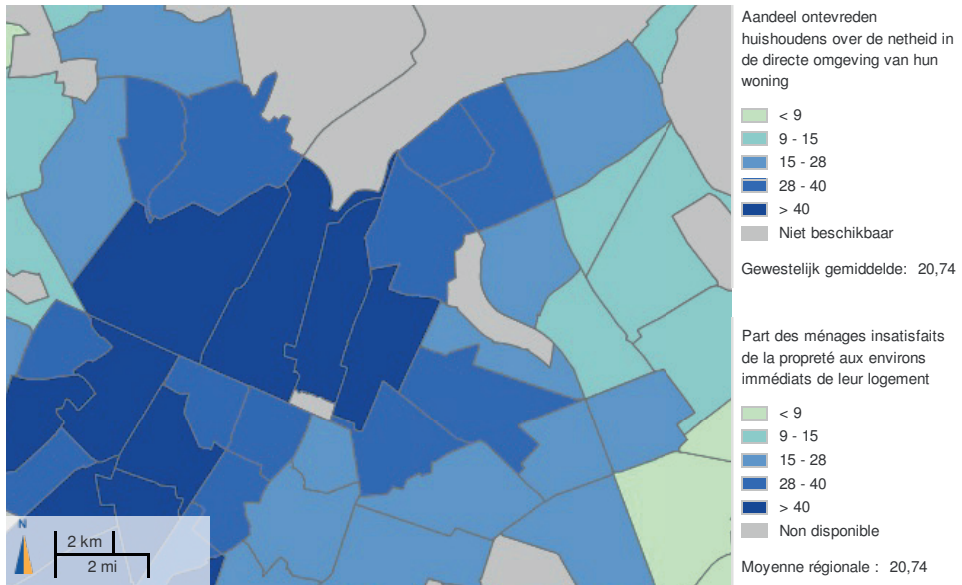 Aandeel ontevreden
huishoudens over de netheid in
de directe omgeving van hun
woning
< 9
9 - 15
15 - 28
28 - 40
> 40
Niet beschikbaar
Gewestelijk gemiddelde: 20,74
Part des ménages insatisfaits
de la propreté aux environs
immédiats de leur logement
< 9
9 - 15
15 - 28
28 - 40
> 40
Non disponible
Moyenne régionale : 20,74
N
2 km
2 mi